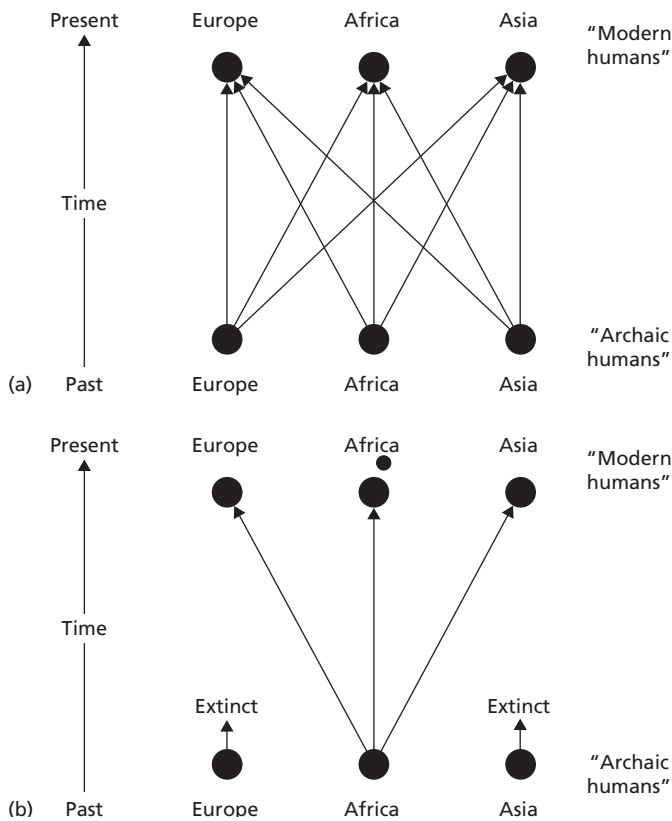 Present Europe Africa Asia “Modern
humans”
Time
“Archaic
humans”
(a) Past Europe Africa Asia
Present Europe Africa Asia “Modern
humans”
Time
Extinct Extinct
“Archaic
humans”
(b) Past Europe Africa Asia